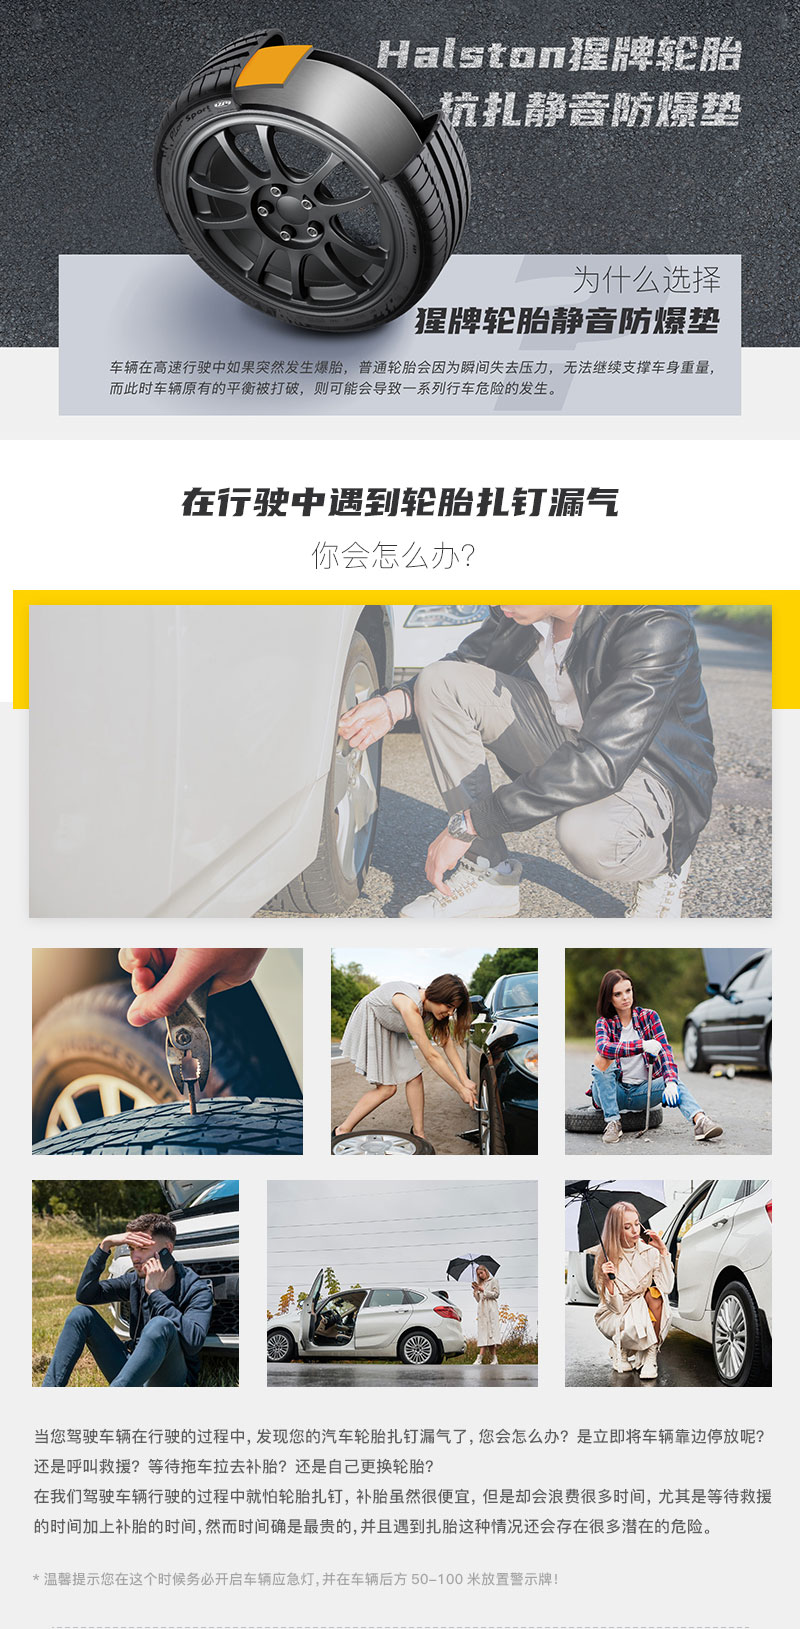 Halston猩牌轮胎
抗扎静音防爆垫
为什么选择
猩牌轮胎静音防爆垫
车辆在高速行驶中如果突然发生爆胎，普通轮胎会因为瞬间失去压力，无法继续支撑车身重量，
而此时车辆原有的平衡被打破，则可能会导致一系列行车危险的发生。
在行驶中遇到轮胎扎钉漏气
你会怎么办？
BRIDGESTONE
当您驾驶车辆在行驶的过程中，发现您的汽车轮胎扎钉漏气了，您会怎么办？是立即将车辆靠边停放呢？
还是呼叫救援？等待拖车拉去补胎？还是自己更换轮胎？
在我们驾驶车辆行驶的过程中就怕轮胎扎钉，补胎虽然很便宜，但是却会浪费很多时间，尤其是等待救援
的时间加上补胎的时间，然而时间确是最贵的，并且遇到扎胎这种情况还会存在很多潜在的危险。
* 温馨提示您在这个时候务必开启车辆应急灯，并在车辆后方 50-100 米放置警示牌！